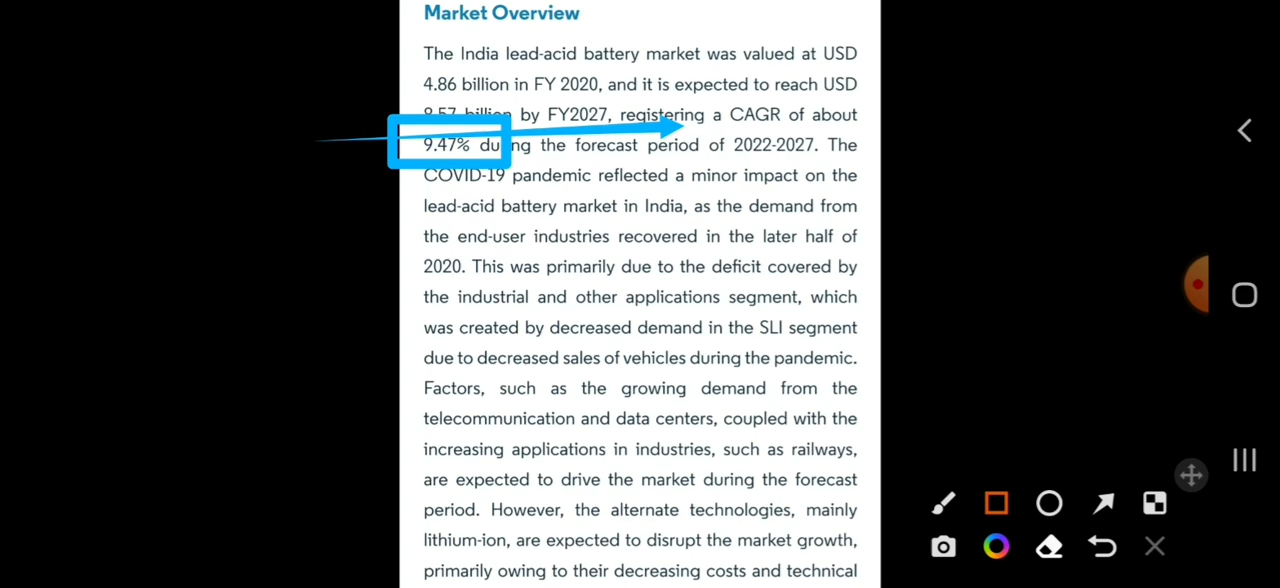 Market Overview
The India lead-acid battery market was valued at USD
4.86 billion in FY 2020, and it is expected to reach USD
8.57 billion by FY2027, registering a CAGR of about
9.47% during the forecast period of 2022-2027. The
COVID-19 pandemic reflected a minor impact on the
lead-acid battery market in India, as the demand from
the end-user industries recovered in the later half of
2020. This was primarily due to the deficit covered by
the industrial and other applications segment, which
was created by decreased demand in the SLI segment
due to decreased sales of vehicles during the pandemic.
Factors, such as the growing demand from the
telecommunication and data centers, coupled with the
increasing applications in industries, such as railways,
are expected to drive the market during the forecast
period. However, the alternate technologies, mainly
lithium-ion, are expected to disrupt the market growth,
primarily owing to their decreasing costs and technical